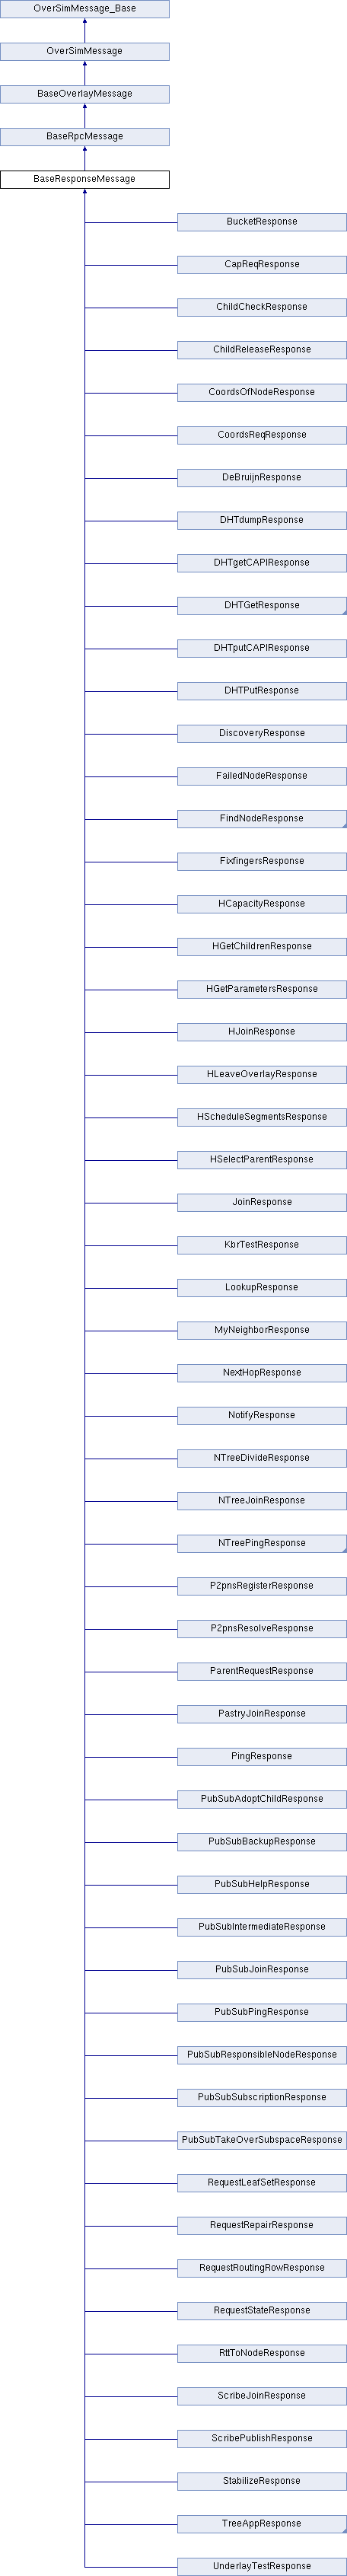 OverSimMessage_Base
OverSimMessage
BaseOverlayMessage
BaseRpcMessage
BaseResponseMessage
BucketResponse
CapReqResponse
ChildCheckResponse
ChildReleaseResponse
CoordsOfNodeResponse
CoordsReqResponse
DeBruijnResponse
DHTdumpResponse
DHTgetCAPIResponse
DHTGetResponse
DHTputCAPIResponse
DHTPutResponse
DiscoveryResponse
FailedNodeResponse
FindNodeResponse
FixfingersResponse
HCapacityResponse
HGetChildrenResponse
HGetParametersResponse
HJoinResponse
HLeaveOverlayResponse
HScheduleSegmentsResponse
HSelectParentResponse
JoinResponse
KbrTestResponse
LookupResponse
MyNeighborResponse
NextHopResponse
NotifyResponse
NTreeDivideResponse
NTreeJoinResponse
NTreePingResponse
P2pnsRegisterResponse
P2pnsResolveResponse
ParentRequestResponse
PastryJoinResponse
PingResponse
PubSubAdoptChildResponse
PubSubBackupResponse
PubSubHelpResponse
PubSubIntermediateResponse
PubSubJoinResponse
PubSubPingResponse
PubSubResponsibleNodeResponse
PubSubSubscriptionResponse
PubSubTakeOverSubspaceResponse
RequestLeafSetResponse
RequestRepairResponse
RequestRoutingRowResponse
RequestStateResponse
RttToNodeResponse
ScribeJoinResponse
ScribePublishResponse
StabilizeResponse
TreeAppResponse
UnderlayTestResponse